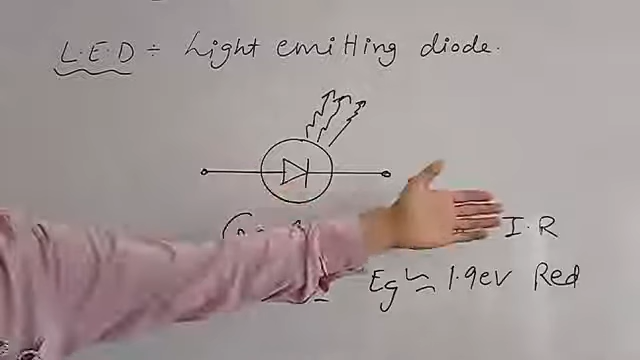 L.E.D ÷ Light emitting diode.
I.R
Eg ≃ 1.9ev Red